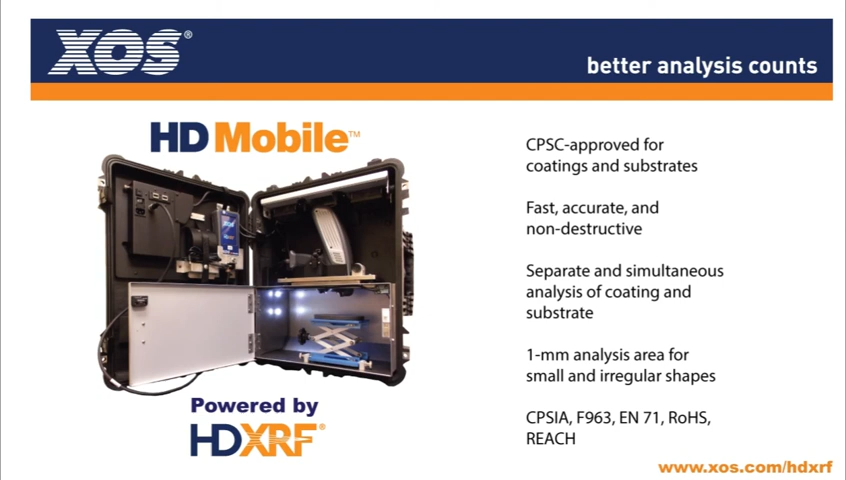 XOS®
better analysis counts
HD Mobile™
CPSC-approved for
coatings and substrates
Fast, accurate, and
non-destructive
Separate and simultaneous
analysis of coating and
substrate
1-mm analysis area for
small and irregular shapes
CPSIA, F963, EN 71, RoHS,
REACH
Powered by
HDXRF®
www.xos.com/hdxrf